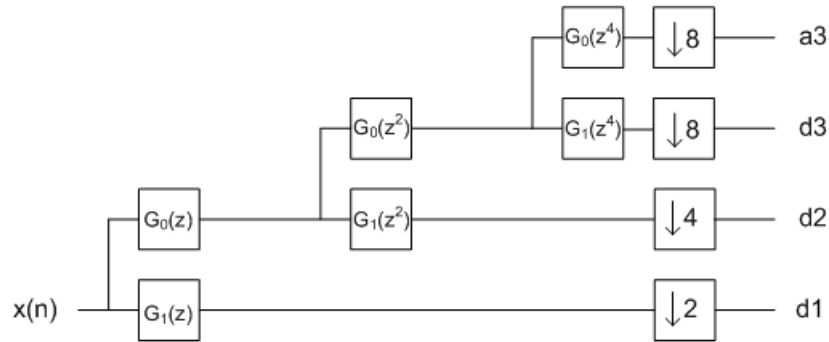 G₀(z⁴) ↓8 a3
G₀(z²) G₁(z⁴) ↓8 d3
G₀(z) G₁(z²) ↓4 d2
x(n) G₁(z) ↓2 d1